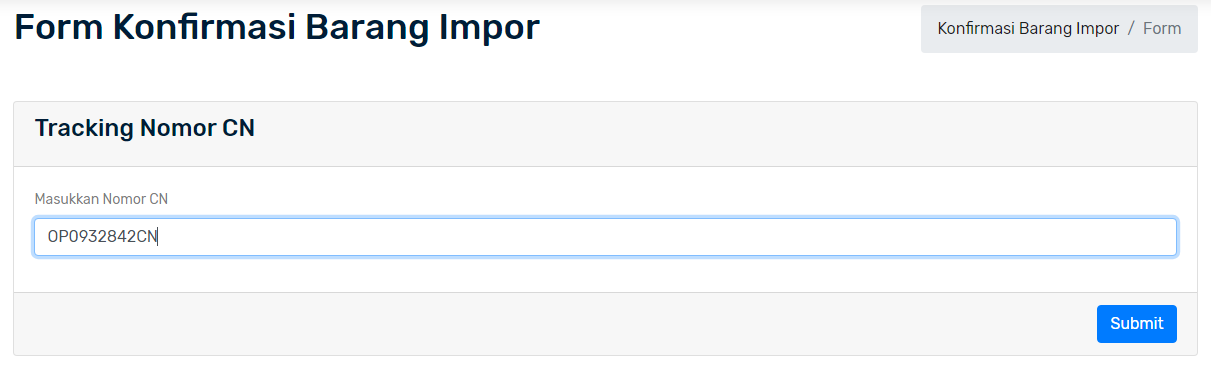 Form Konfirmasi Barang Impor
Konfirmasi Barang Impor / Form
Tracking Nomor CN
Masukkan Nomor CN
OP0932842CN
Submit